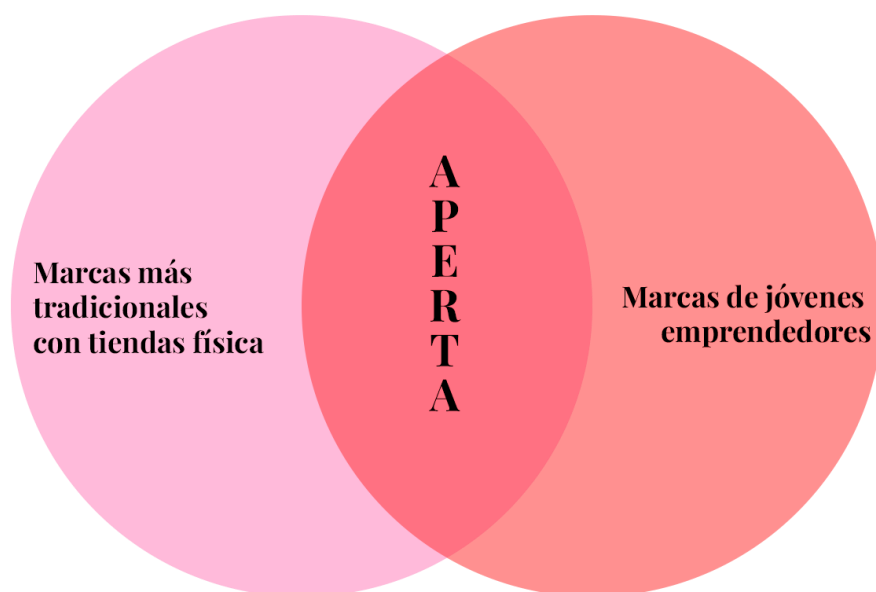 Marcas más
tradicionales
con tiendas física
A
P
E
R
T
A
Marcas de jóvenes
emprendedores